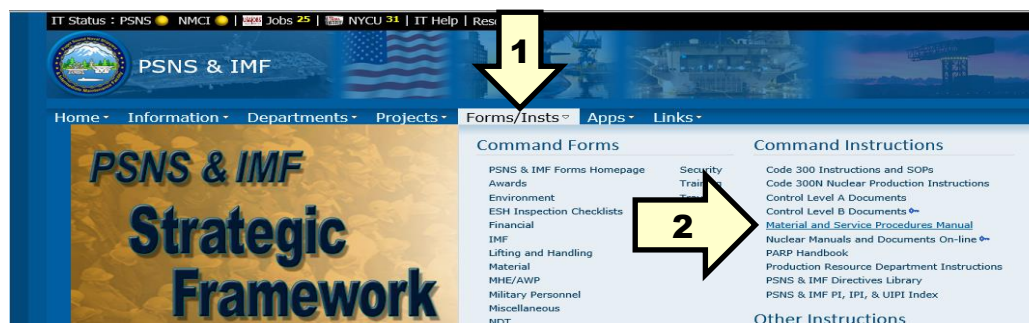 IT Status : PSNS NMCI | Jobs 25 | NYCU 31 | IT Help | Res
1
PSNS & IMF
Home Information Departments Projects Forms/Insts Apps Links
PSNS & IMF
Strategic
Framework
Command Forms
PSNS & IMF Forms Homepage
Awards
Environment
ESH Inspection Checklists
Financial
IMF
Lifting and Handling
Material
MHE/AWP
Military Personnel
Miscellaneous
NDT
Security
2
Command Instructions
Code 300 Instructions and SOPs
Code 300N Nuclear Production Instructions
Control Level A Documents
Control Level B Documents
Material and Service Procedures Manual
Nuclear Manuals and Documents On-line
PARP Handbook
Production Resource Department Instructions
PSNS & IMF Directives Library
PSNS & IMF PI, IPI, & UIPI Index
Other Instructions